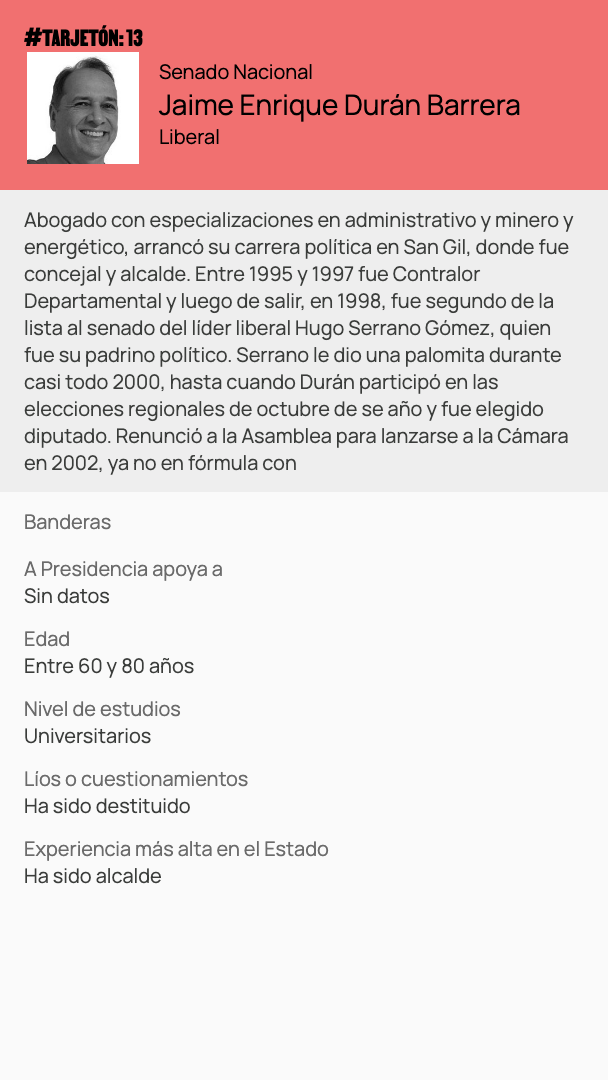 #TARJETÓN: 13
Senado Nacional
Jaime Enrique Durán Barrera
Liberal
Abogado con especializaciones en administrativo y minero y
energético, arrancó su carrera política en San Gil, donde fue
concejal y alcalde. Entre 1995 y 1997 fue Contralor
Departamental y luego de salir, en 1998, fue segundo de la
lista al senado del líder liberal Hugo Serrano Gómez, quien
fue su padrino político. Serrano le dio una palomita durante
casi todo 2000, hasta cuando Durán participó en las
elecciones regionales de octubre de se año y fue elegido
diputado. Renunció a la Asamblea para lanzarse a la Cámara
en 2002, ya no en fórmula con
Banderas
A Presidencia apoya a
Sin datos
Edad
Entre 60 y 80 años
Nivel de estudios
Universitarios
Líos o cuestionamientos
Ha sido destituido
Experiencia más alta en el Estado
Ha sido alcalde